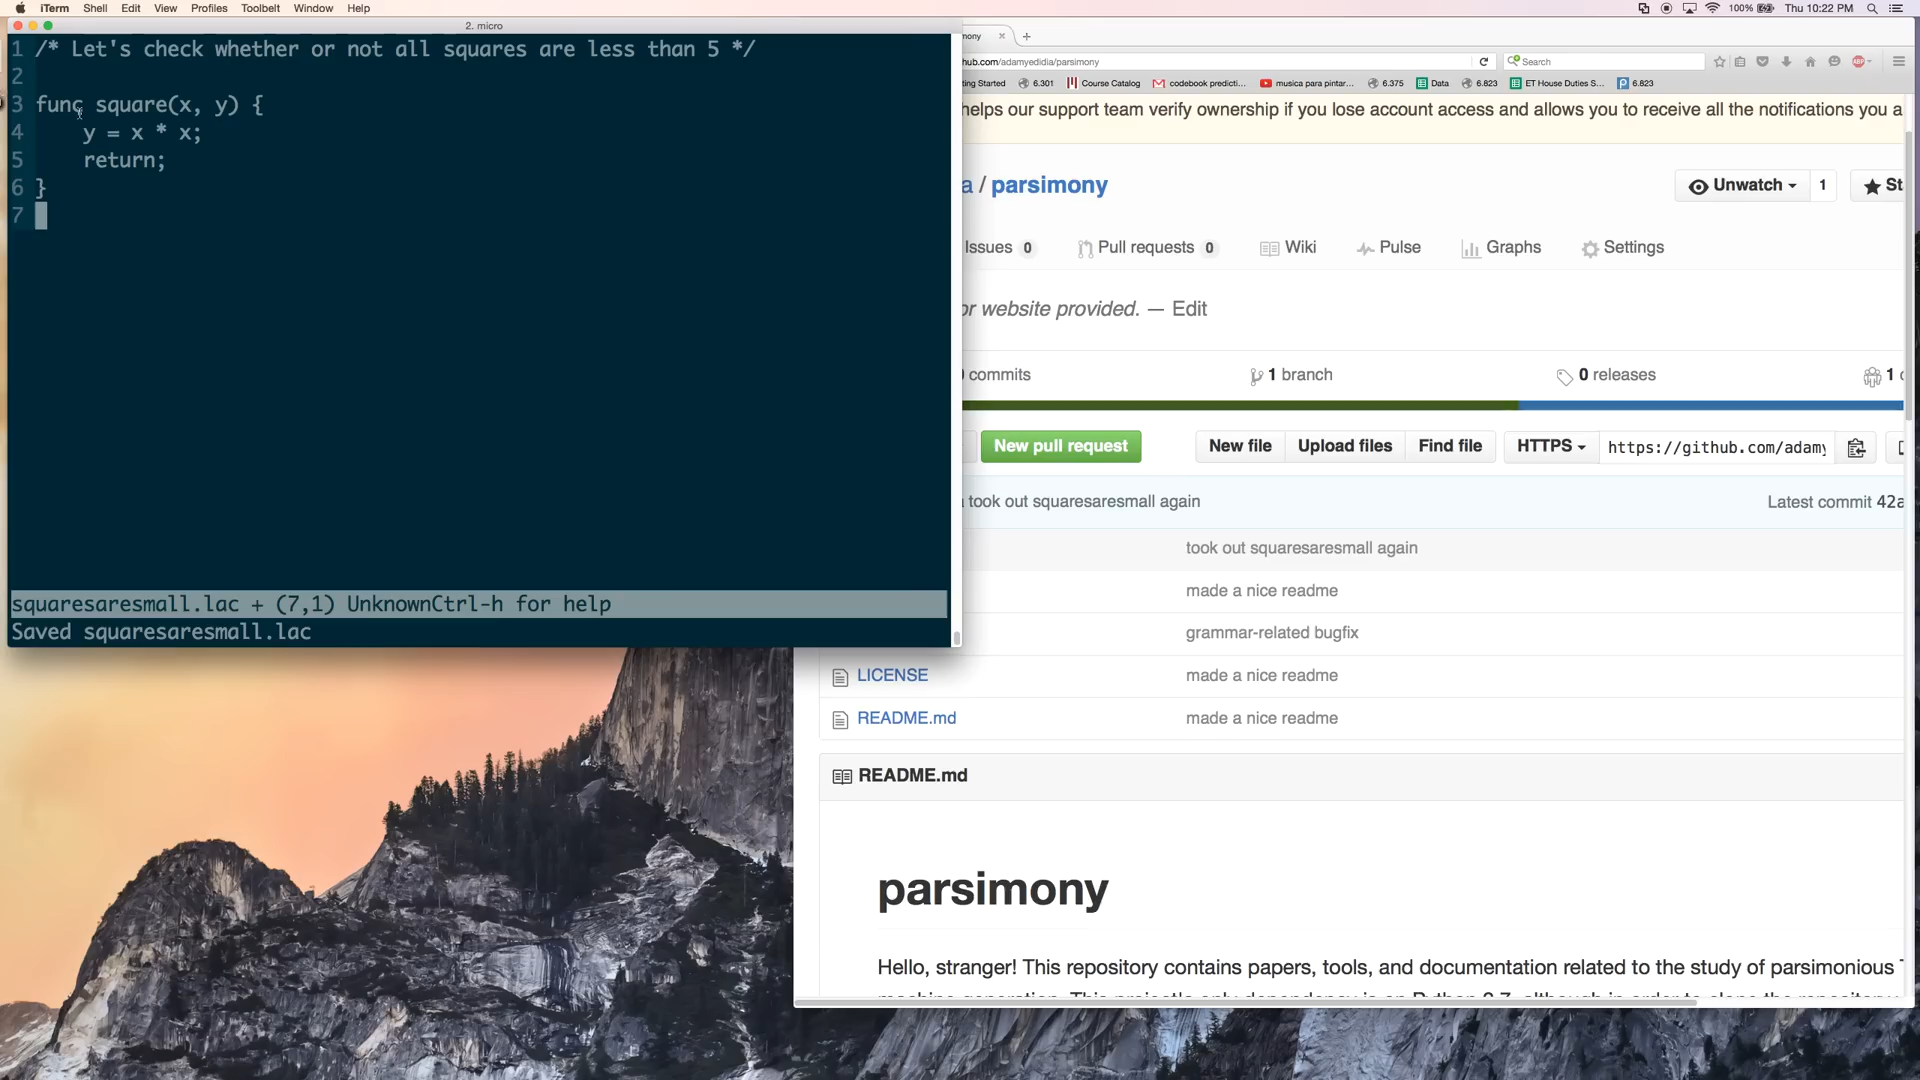 iTerm Shell Edit View Profiles Toolbelt Window Help
100% Thu 10:22 PM
2. micro
1 /* Let's check whether or not all squares are less than 5 */
2
3 func square(x, y) {
4 y = x * x;
5 return;
6 }
7
squaresaresmall.lac + (7,1) UnknownCtrl-h for help
Saved squaresaresmall.lac
hub.com/adamyedidia/parsimony
Search
ting Started 6.301 Course Catalog codebook predicti... musica para pintar... 6.375 Data 6.823 ET House Duties S... 6.823
helps our support team verify ownership if you lose account access and allows you to receive all the notifications you a
a / parsimony
Unwatch 1 St
Issues 0 Pull requests 0 Wiki Pulse Graphs Settings
or website provided. — Edit
commits 1 branch 0 releases 1
New pull request New file Upload files Find file HTTPS https://github.com/adamy
took out squaresaresmall again Latest commit 42a
took out squaresaresmall again
made a nice readme
grammar-related bugfix
LICENSE made a nice readme
README.md made a nice readme
README.md
parsimony
Hello, stranger! This repository contains papers, tools, and documentation related to the study of parsimonious T